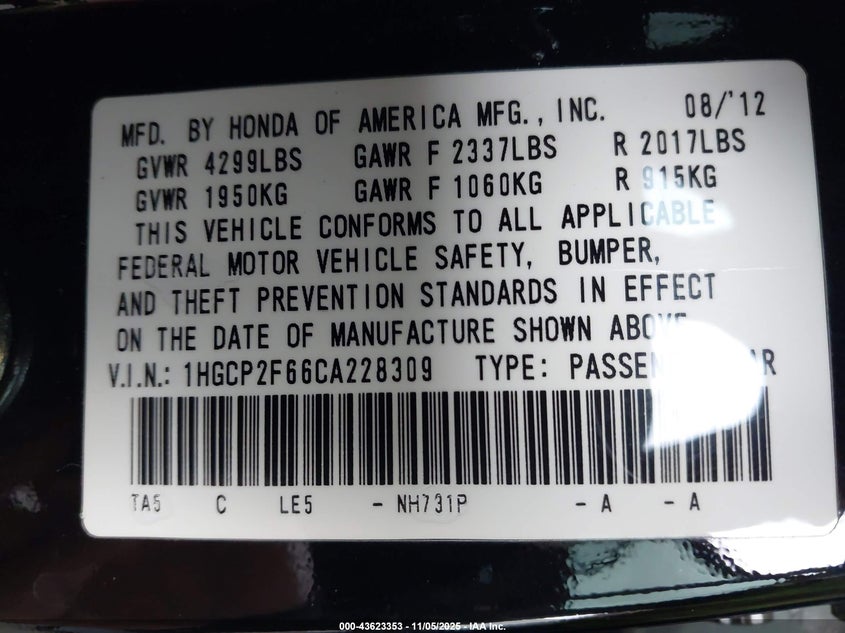 MFD. BY HONDA OF AMERICA MFG., INC. 08/'12
GVWR 4299LBS GAWR F 2337LBS R 2017LBS
GVWR 1950KG GAWR F 1060KG R 915KG
THIS VEHICLE CONFORMS TO ALL APPLICABLE
FEDERAL MOTOR VEHICLE SAFETY, BUMPER,
AND THEFT PREVENTION STANDARDS IN EFFECT
ON THE DATE OF MANUFACTURE SHOWN ABOVE
V.I.N.: 1HGCP2F66CA228309 TYPE:
TA5 C LE5 - NH731P - A - A
000-43623353 - 11/05/2025 - IAA Inc.